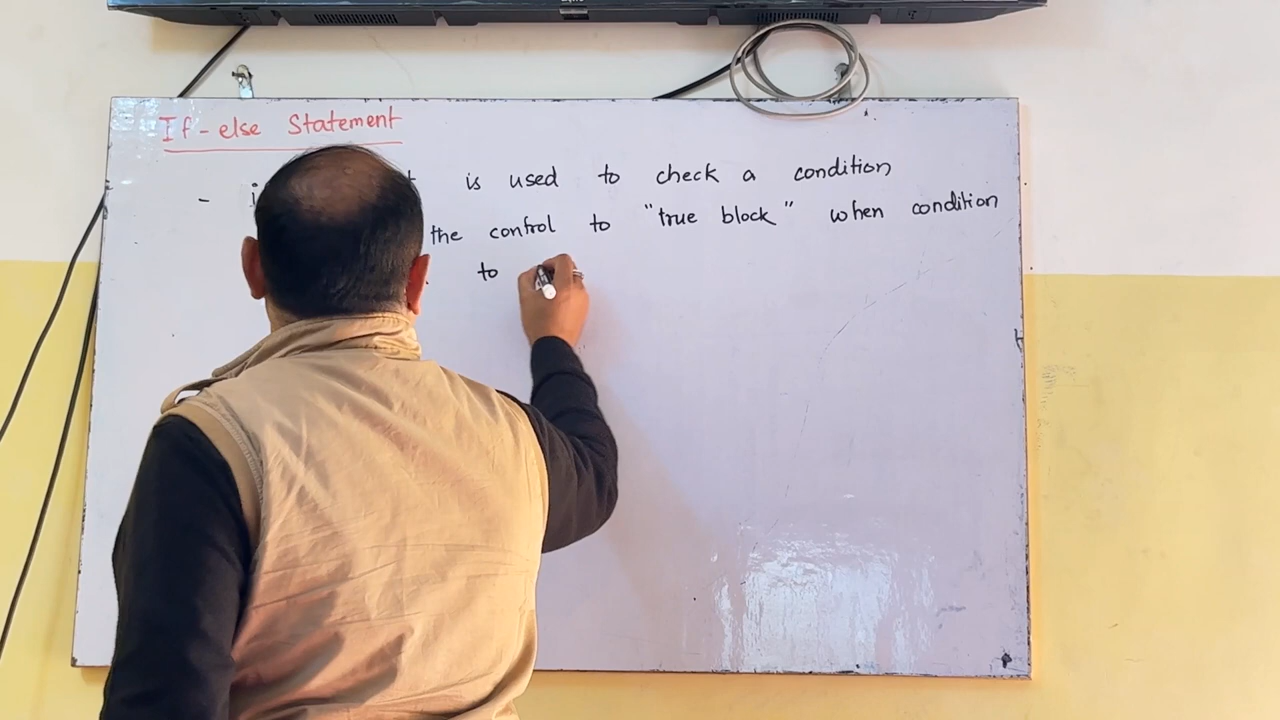 If-else Statement
- is used to check a condition
the control to "true block" when condition
to